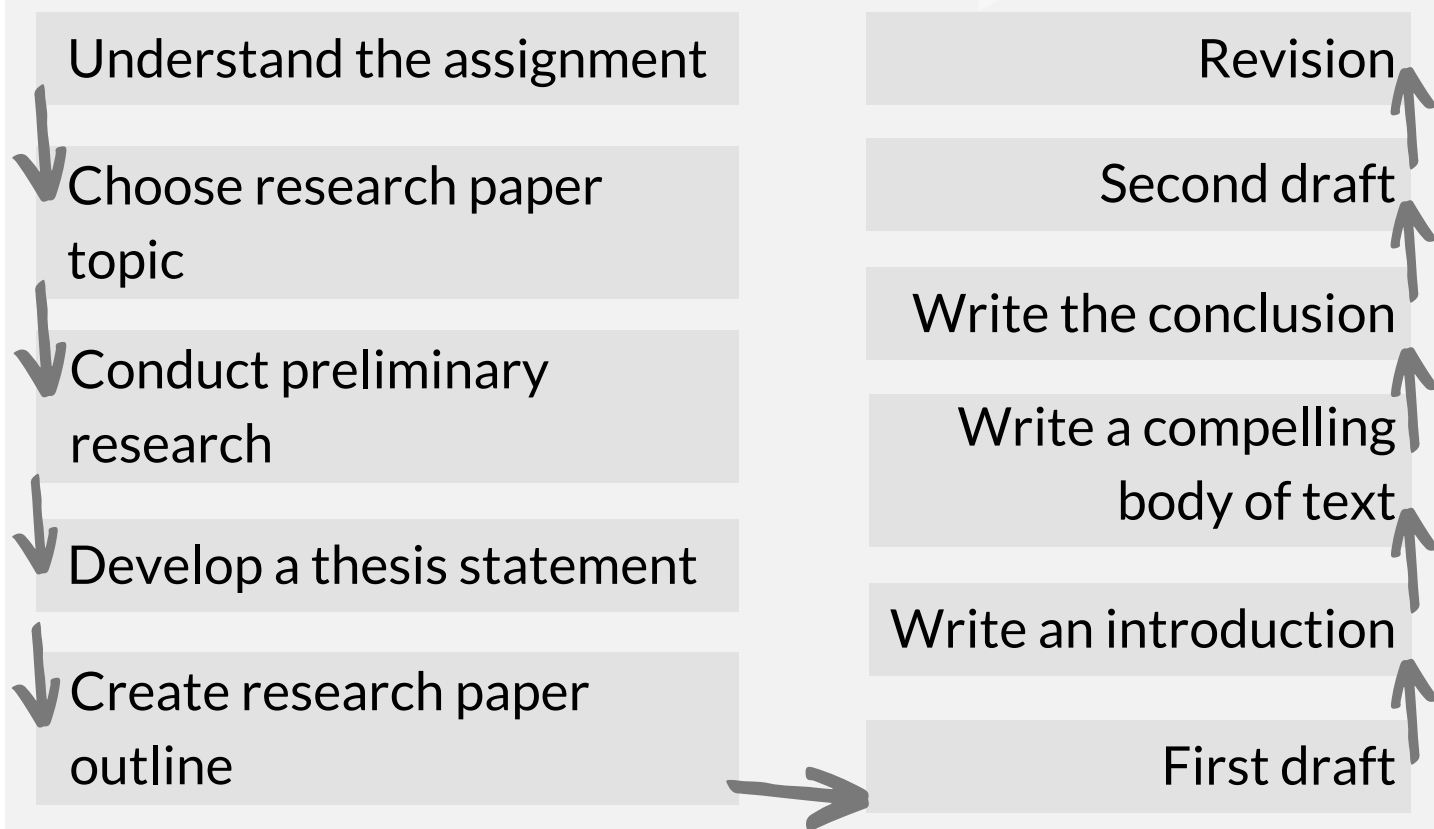 Understand the assignment
Choose research paper
topic
Conduct preliminary
research
Develop a thesis statement
Create research paper
outline
First draft
Write an introduction
Write a compelling
body of text
Write the conclusion
Second draft
Revision